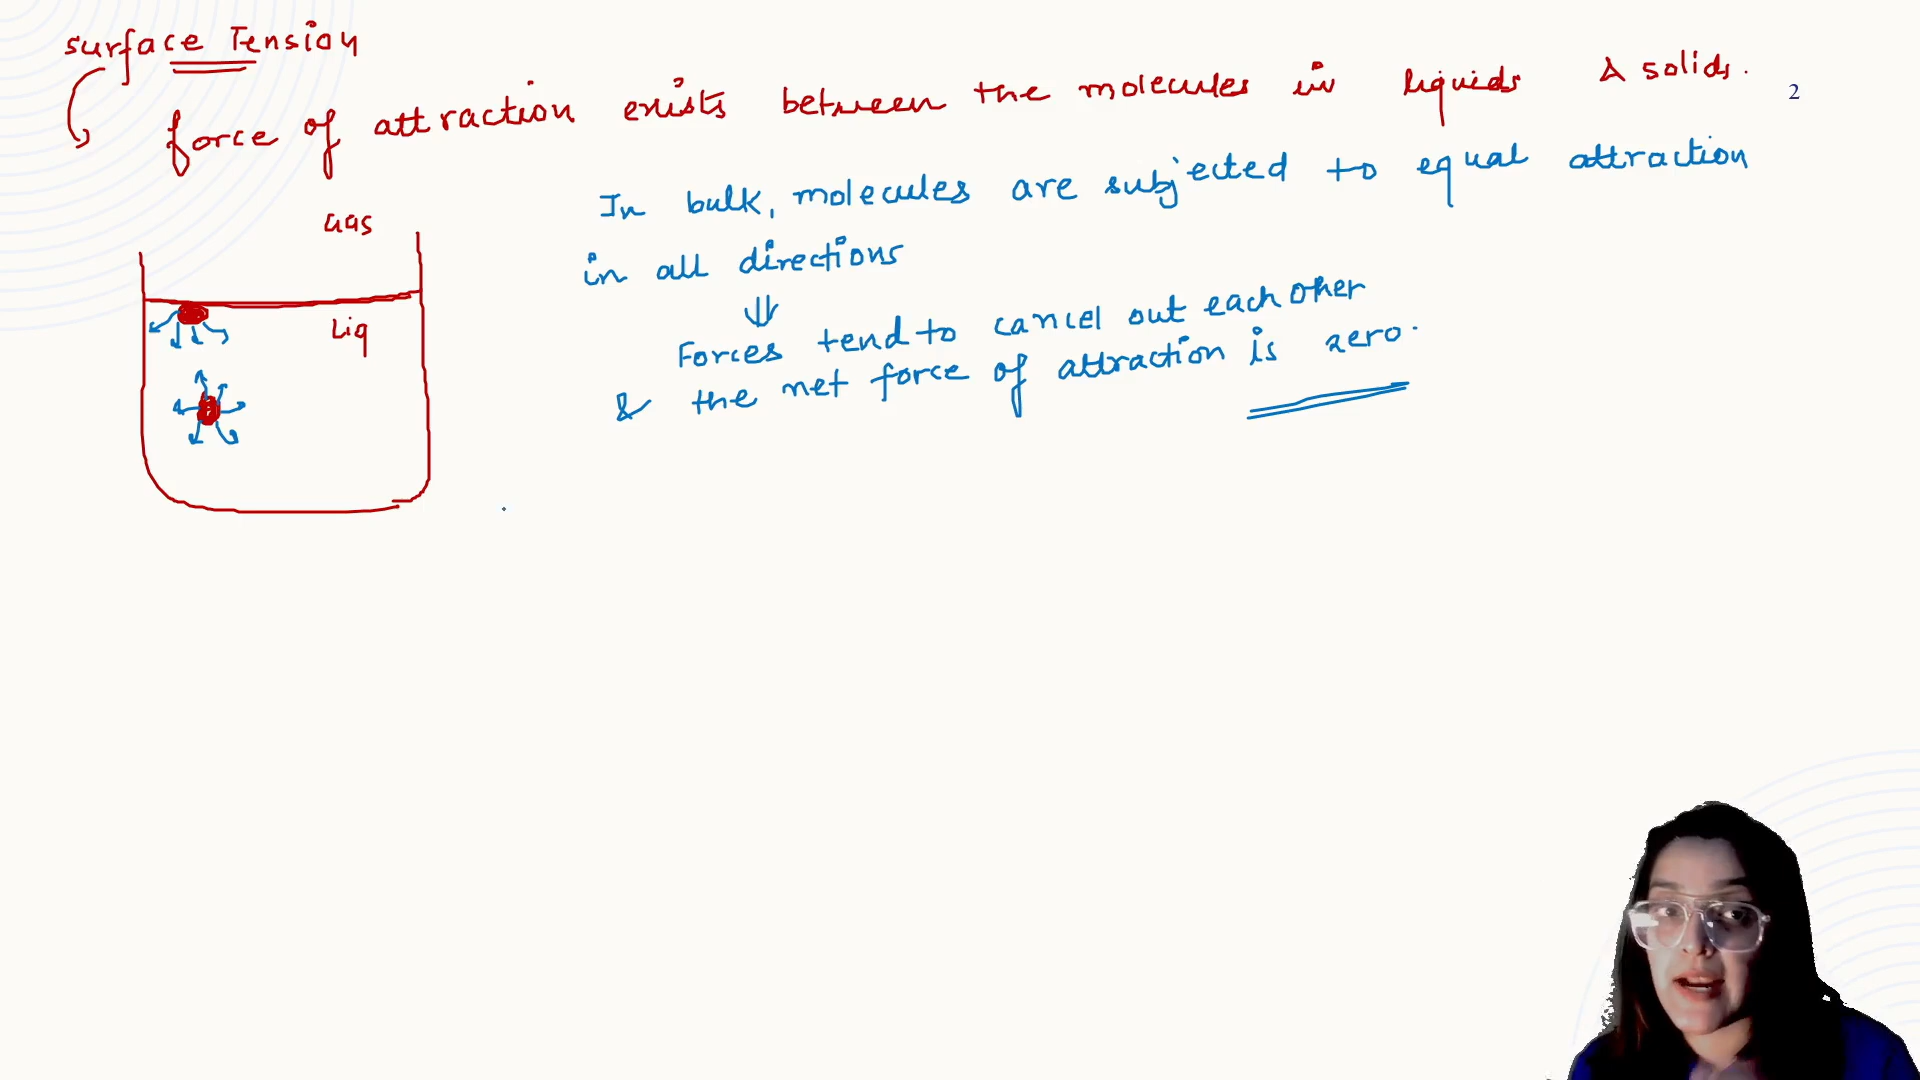 surface Tension
force of attraction exists between the molecules in liquids & solids.
2
In bulk, molecules are subjected to equal attraction
in all directions
Forces tend to cancel out each other
& the net force of attraction is zero.
Gas
Liq